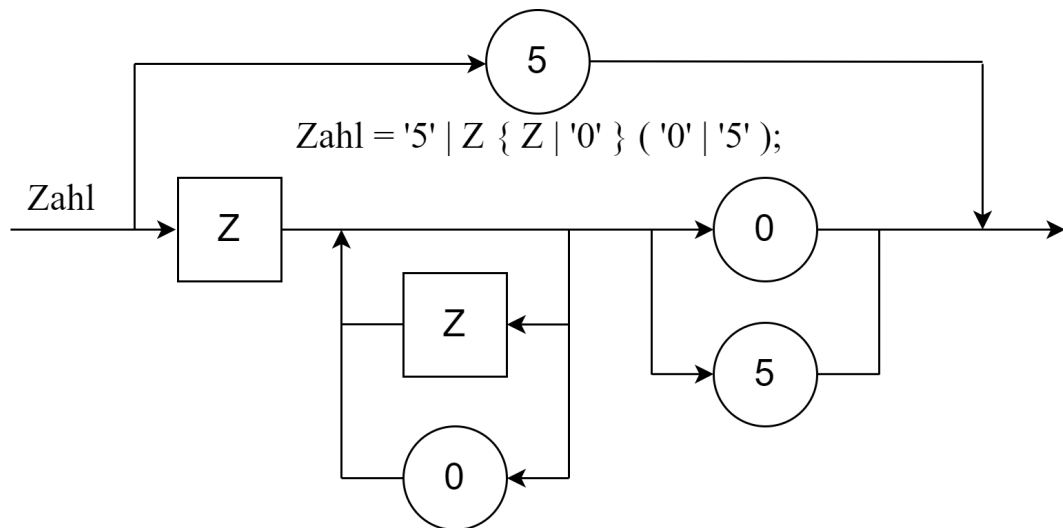 5
Zahl = '5' | Z { Z | '0' } ( '0' | '5' );
Zahl
Z
0
Z
5
0